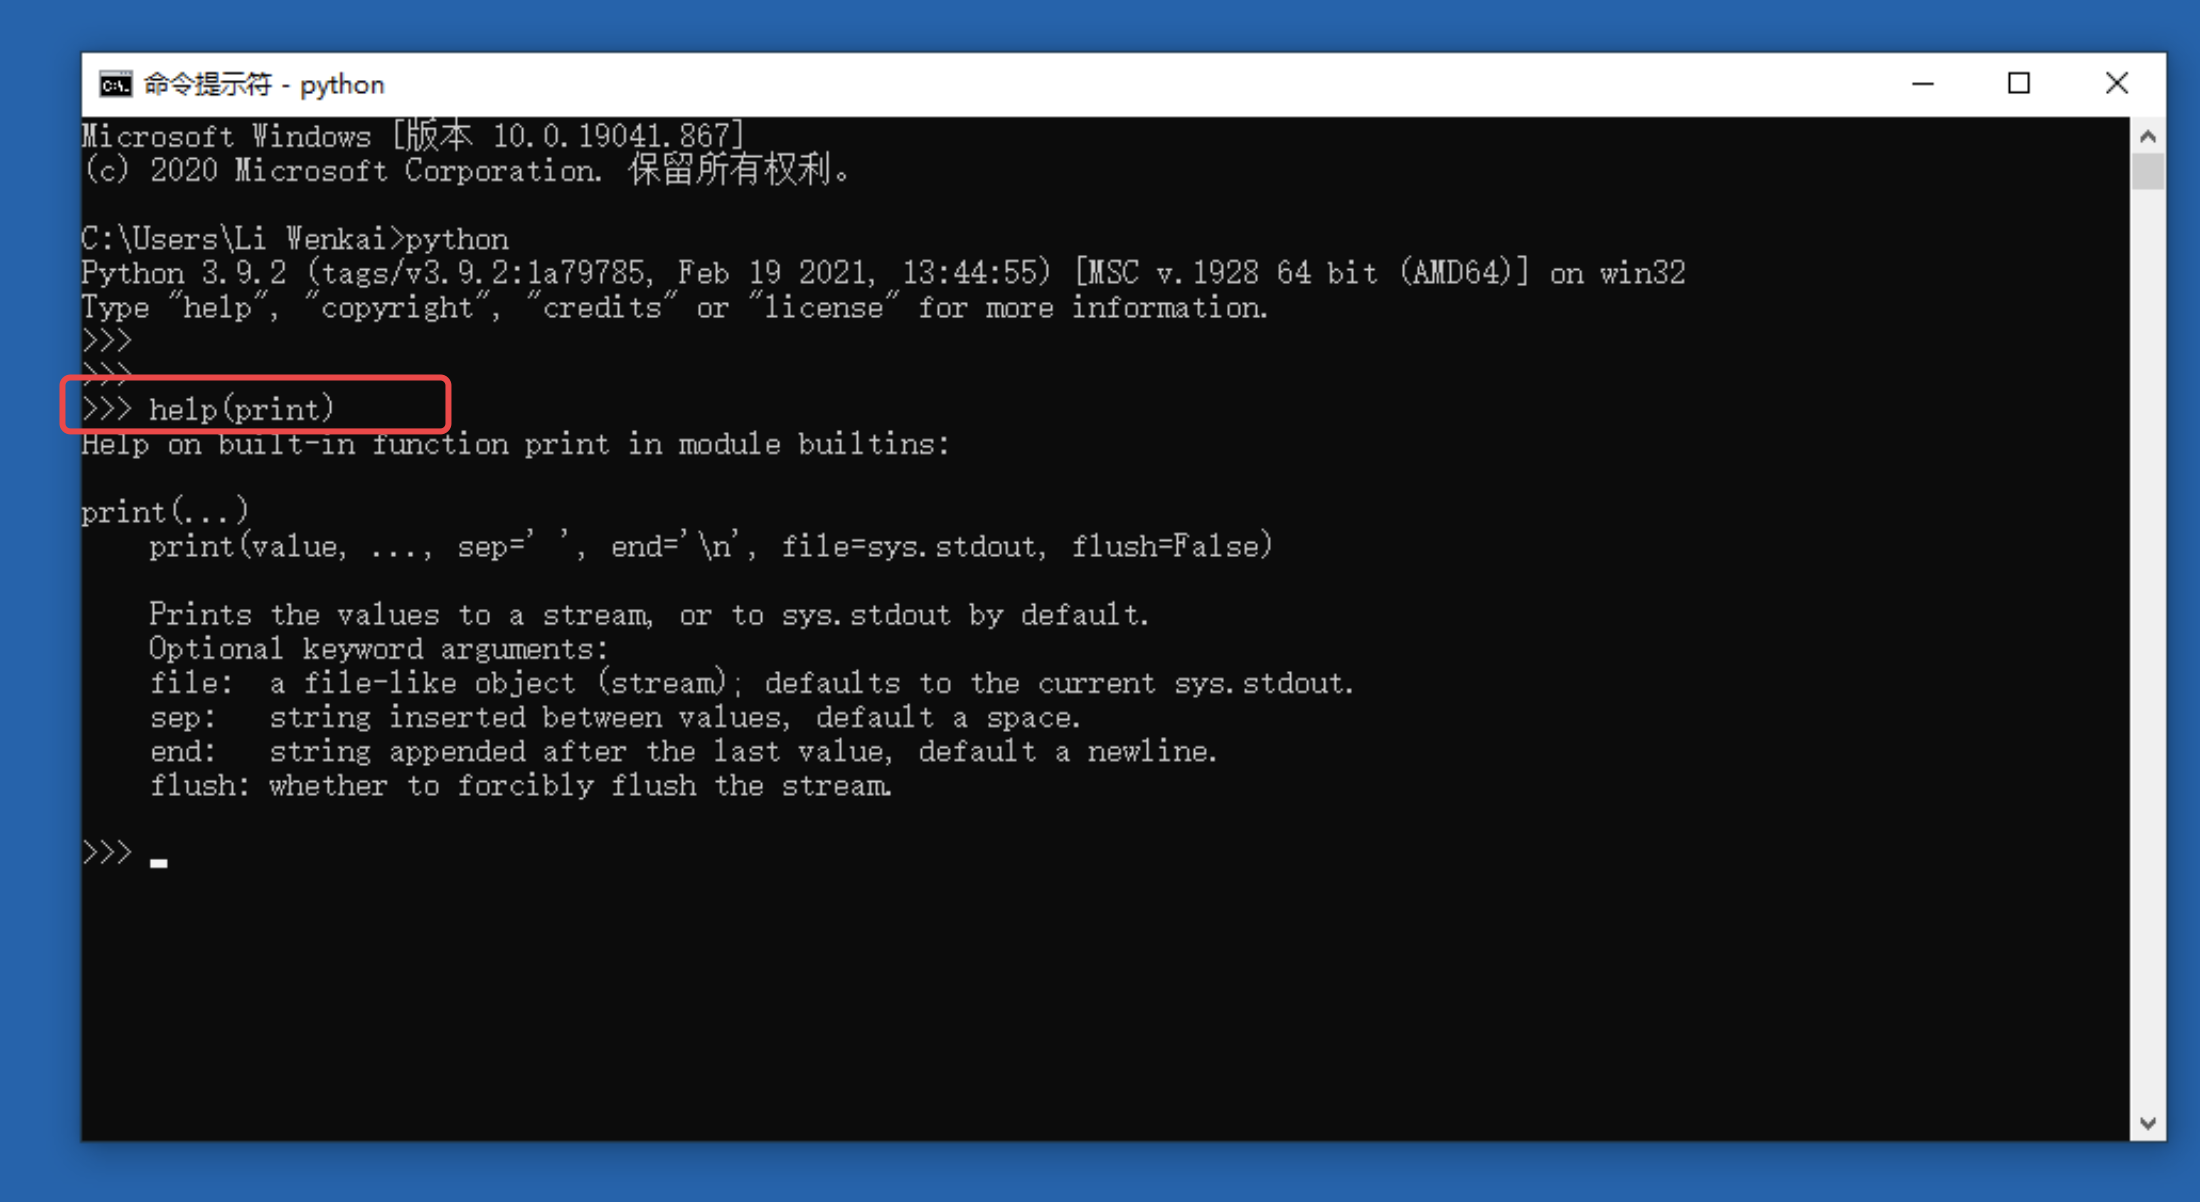 命令提示符 - python
Microsoft Windows [版本 10.0.19041.867]
(c) 2020 Microsoft Corporation. 保留所有权利。
C:\Users\Li Wenkai>python
Python 3.9.2 (tags/v3.9.2:1a79785, Feb 19 2021, 13:44:55) [MSC v.1928 64 bit (AMD64)] on win32
Type "help", "copyright", "credits" or "license" for more information.
>>>
>>>
>>> help(print)
Help on built-in function print in module builtins:
print(...)
    print(value, ..., sep=' ', end='\n', file=sys.stdout, flush=False)
    Prints the values to a stream, or to sys.stdout by default.
    Optional keyword arguments:
    file:  a file-like object (stream); defaults to the current sys.stdout.
    sep:   string inserted between values, default a space.
    end:   string appended after the last value, default a newline.
    flush: whether to forcibly flush the stream.
>>>